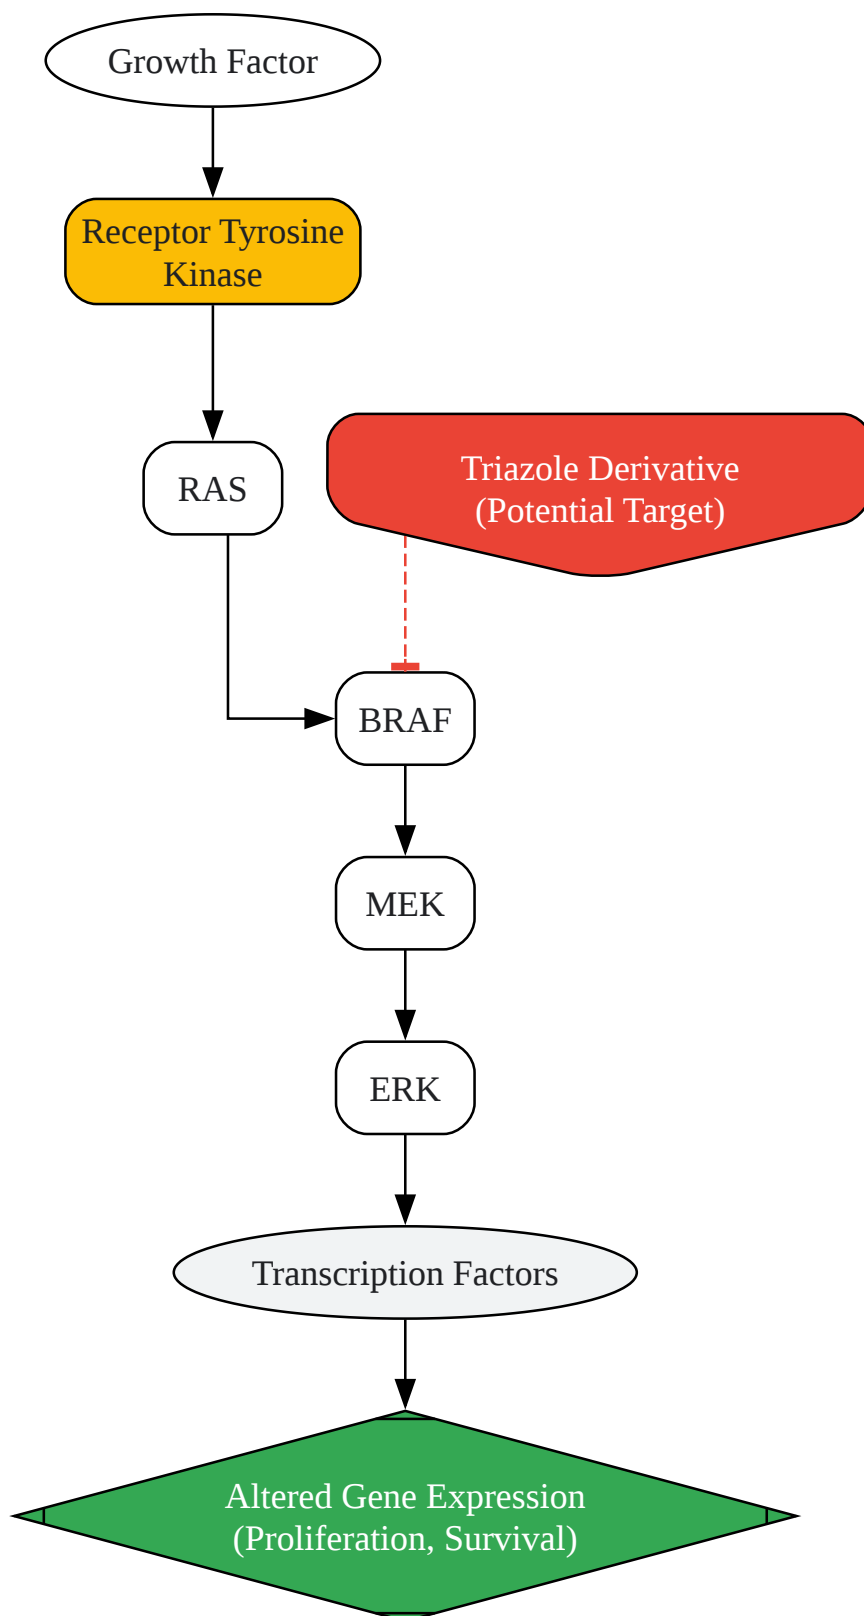 Growth Factor
Receptor Tyrosine
Kinase
RAS
Triazole Derivative
(Potential Target)
BRAF
MEK
ERK
Transcription Factors
Altered Gene Expression
(Proliferation, Survival)